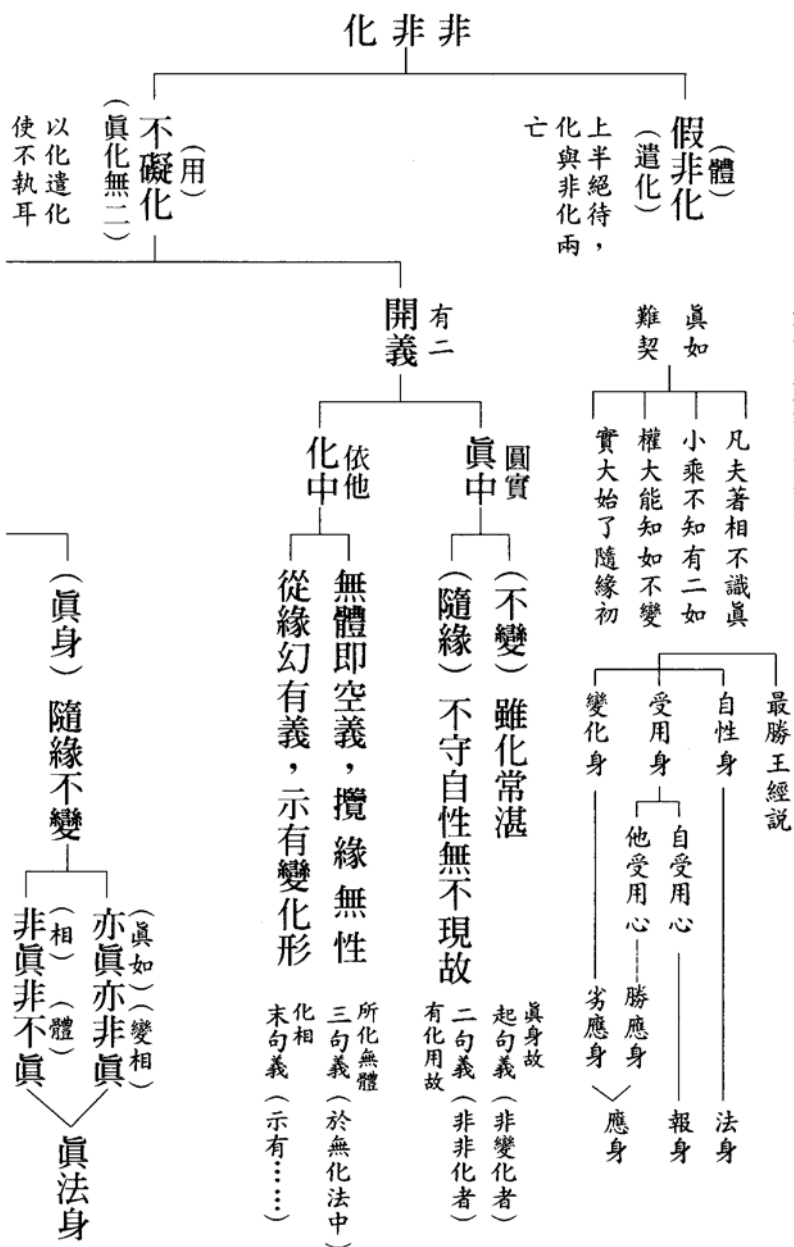 非非化
（體）
假非化
（遣化）
上半絕待，
化與非化兩
亡
（用）
不礙化
（眞化無二）
以化遣化
使不執耳
眞如
難契
凡夫著相不識眞
小乘不知有二如
權大能知如不變
實大始了隨緣初
有二
開義
圓實
眞中
依他
化中
（不變）雖化常湛
（隨緣）不守自性無不現故
無體即空義，攬緣無性
從緣幻有義，示有變化形
眞身故
起句義（非變化者）
二句義（非非化者）
有化用故
所化無體
三句義（於無化法中）
化相
末句義（示有……）
最勝王經說
自性身
受用身
變化身
自受用心
他受用心
勝應身
劣應身
法身
報身
應身
（眞身）隨緣不變
（眞如）（變相）
亦眞亦非眞
（相）（體）
非眞非不眞
眞法身